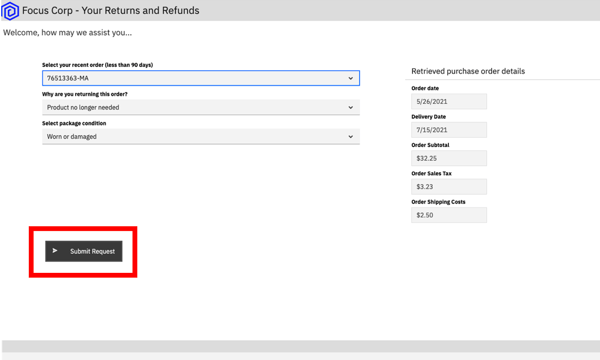 Focus Corp - Your Returns and Refunds
Welcome, how may we assist you...
Select your recent order (less than 90 days)
76513363-MA
Why are you returning this order?
Product no longer needed
Select package condition
Worn or damaged
Submit Request
Retrieved purchase order details
Order date
5/26/2021
Delivery Date
7/15/2021
Order Subtotal
$32.25
Order Sales Tax
$3.23
Order Shipping Costs
$2.50